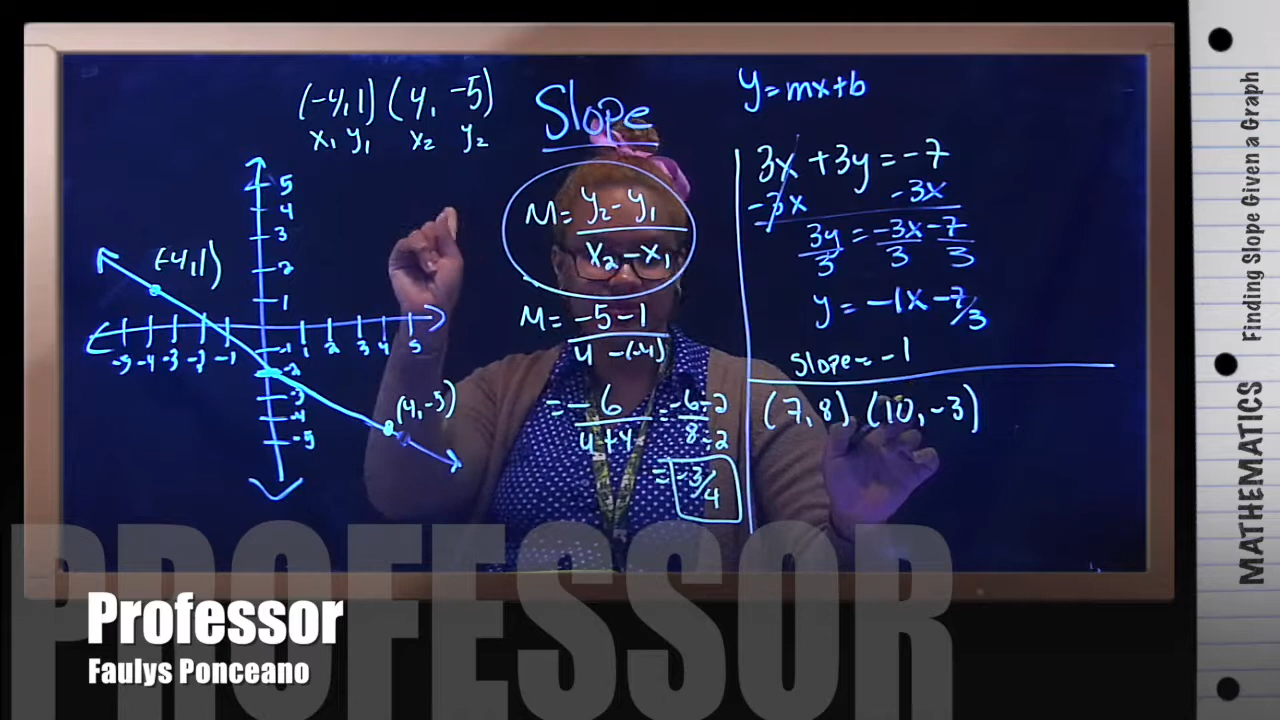 (-4,1) (4, -5)
x₁ y₁ x₂ y₂
Slope
5
4
3
2
1
-5 -4 -3 -2 -1 1 2 3 4 5
-1
-2
-3
-4
-5
(-4,1)
(4,-5)
M = y₂ - y₁
x₂ - x₁
M = -5 - 1
4 - (-4)
= -6 = -6 ÷ 2
4+4 8 ÷ 2
= -3/4
y = mx+b
3x + 3y = -7
-3x -3x
3y = -3x - 7
3 3 3
y = -1x - 7/3
slope = -1
(7,8) (10,-3)
PROFESSOR
Professor
Faulys Ponceano
MATHEMATICS Finding Slope Given a Graph